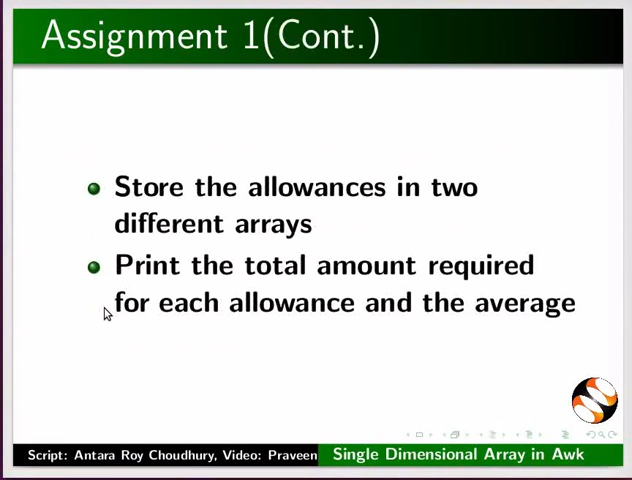 Assignment 1(Cont.)
Store the allowances in two
different arrays
Print the total amount required
for each allowance and the average
Script: Antara Roy Choudhury, Video: Praveen
Single Dimensional Array in Awk